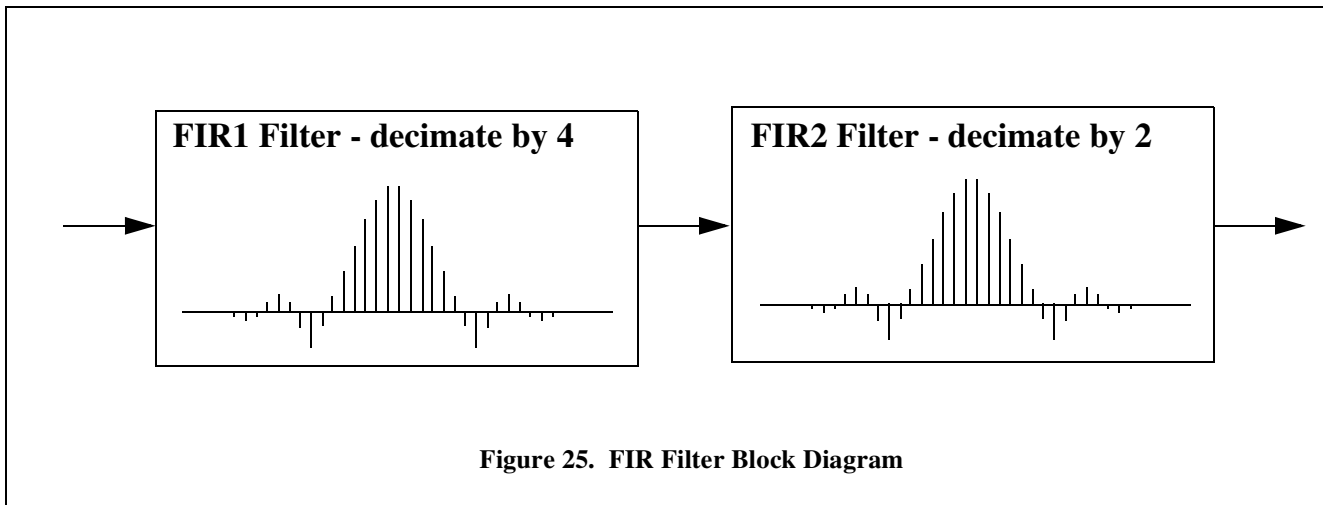 FIR1 Filter - decimate by 4
FIR2 Filter - decimate by 2
Figure 25. FIR Filter Block Diagram